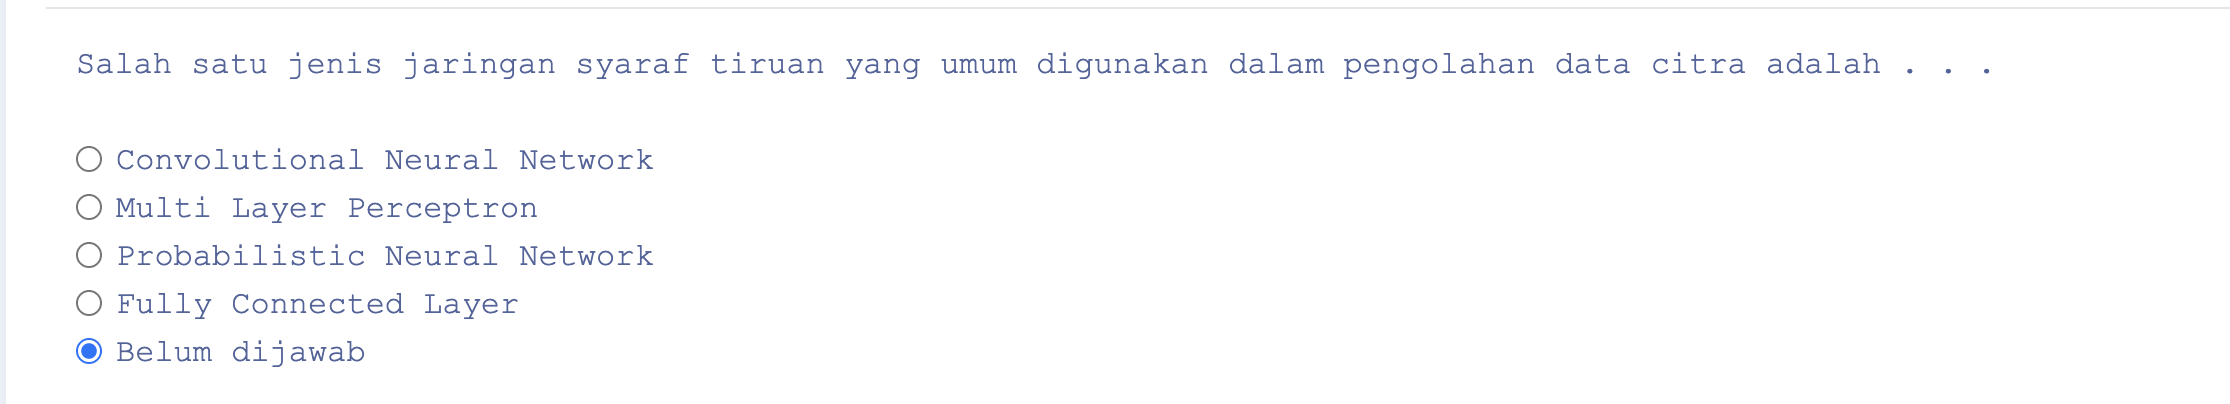 Salah satu jenis jaringan syaraf tiruan yang umum digunakan dalam pengolahan data citra adalah . . .
Convolutional Neural Network
Multi Layer Perceptron
Probabilistic Neural Network
Fully Connected Layer
Belum dijawab